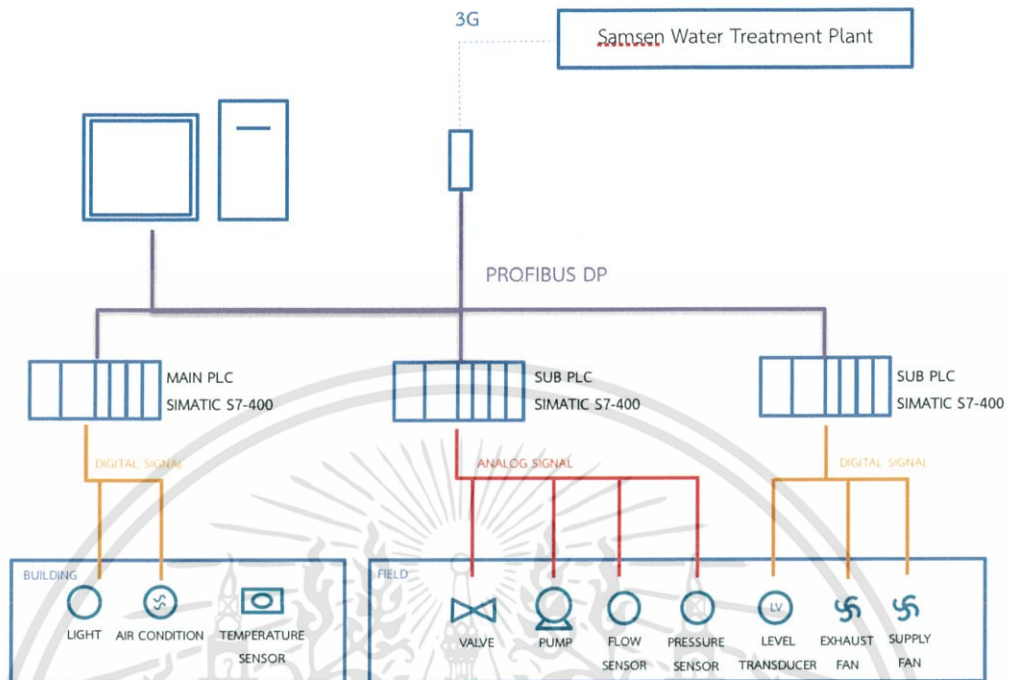 3G
Samsen Water Treatment Plant
PROFIBUS DP
MAIN PLC
SIMATIC S7-400
SUB PLC
SIMATIC S7-400
SUB PLC
SIMATIC S7-400
DIGITAL SIGNAL
ANALOG SIGNAL
DIGITAL SIGNAL
BUILDING
LIGHT
AIR CONDITION
TEMPERATURE
SENSOR
FIELD
VALVE
PUMP
FLOW
SENSOR
PRESSURE
SENSOR
LV
LEVEL
TRANSDUCER
EXHAUST
FAN
SUPPLY
FAN